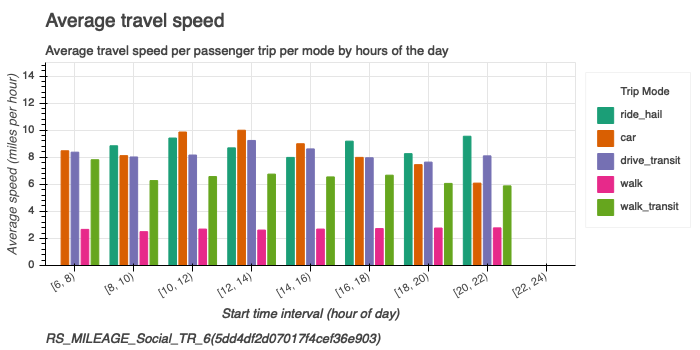 Average travel speed
Average travel speed per passenger trip per mode by hours of the day
Average speed (miles per hour)
14
12
10
8
6
4
2
0
[6, 8)
[8, 10)
[10, 12)
[12, 14)
[14, 16)
[16, 18)
[18, 20)
[20, 22)
[22, 24)
Start time interval (hour of day)
Trip Mode
ride_hail
car
drive_transit
walk
walk_transit
RS_MILEAGE_Social_TR_6(5dd4df2d07017f4cef36e903)